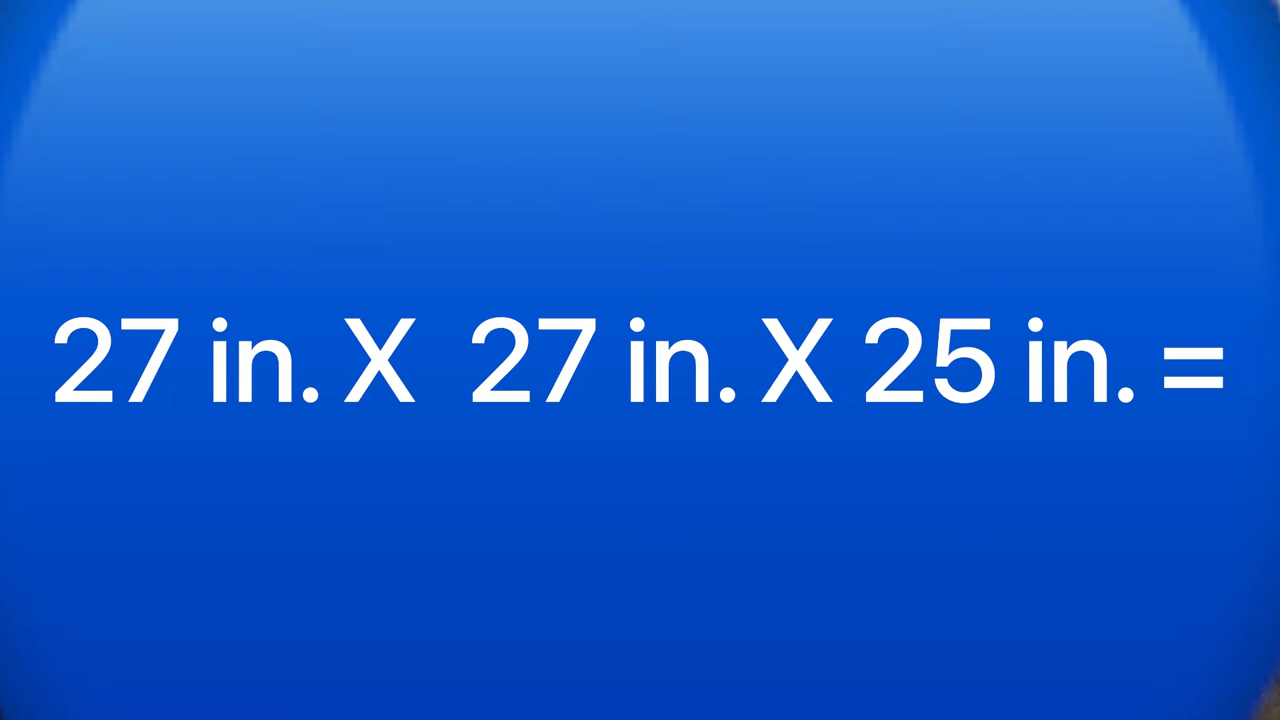 27 in. X  27 in. X 25 in. =